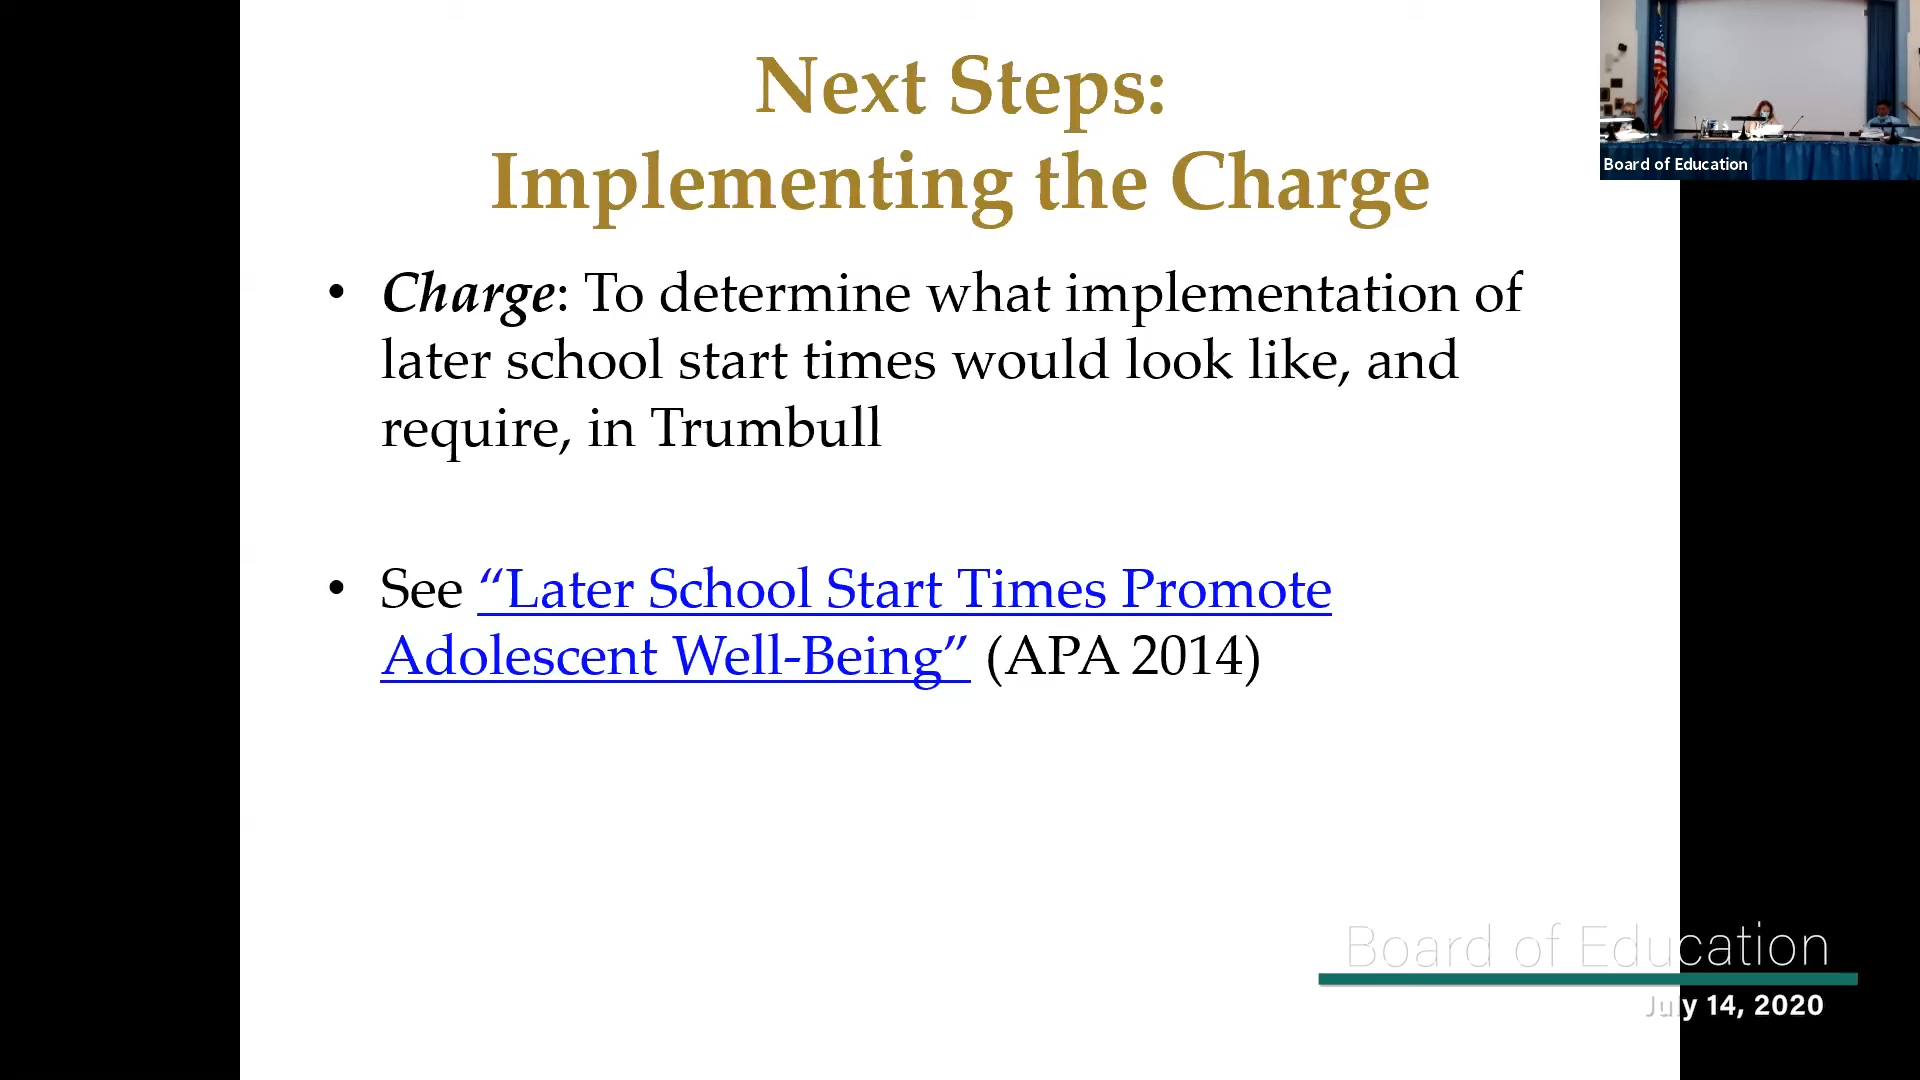 Next Steps:
Implementing the Charge
• Charge: To determine what implementation of
later school start times would look like, and
require, in Trumbull
• See “Later School Start Times Promote
Adolescent Well-Being” (APA 2014)
Board of Education
Board of Education
July 14, 2020